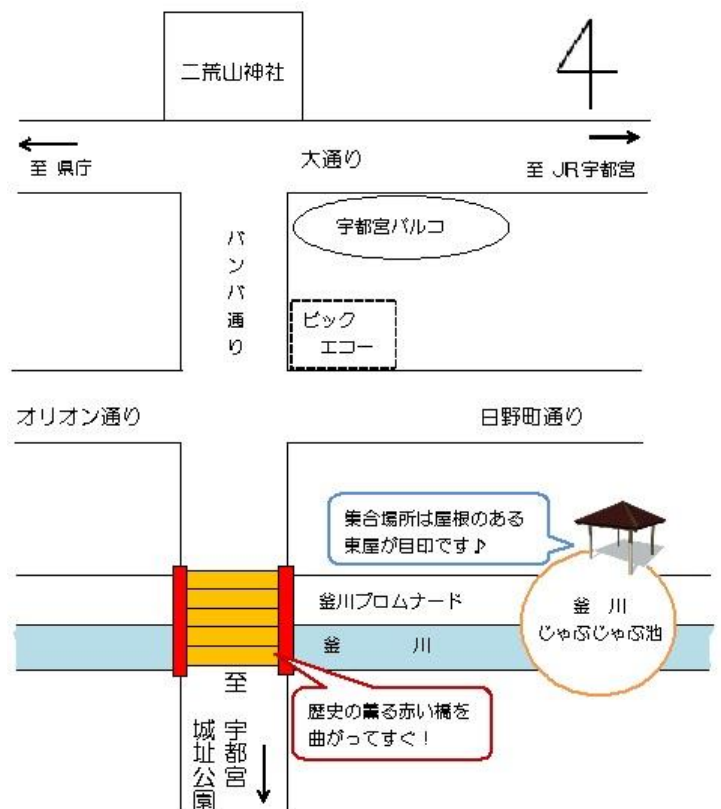 二荒山神社
至 県庁
大通り
至 JR宇都宮
宇都宮パルコ
バンバ通り
ビック
エコー
オリオン通り
日野町通り
集合場所は屋根のある
東屋が目印です♪
釜川プロムナード
釜 川
じゃぶじゃぶ池
釜 川
歴史の薫る赤い橋を
曲がってすぐ!
至
宇都宮
城址公園